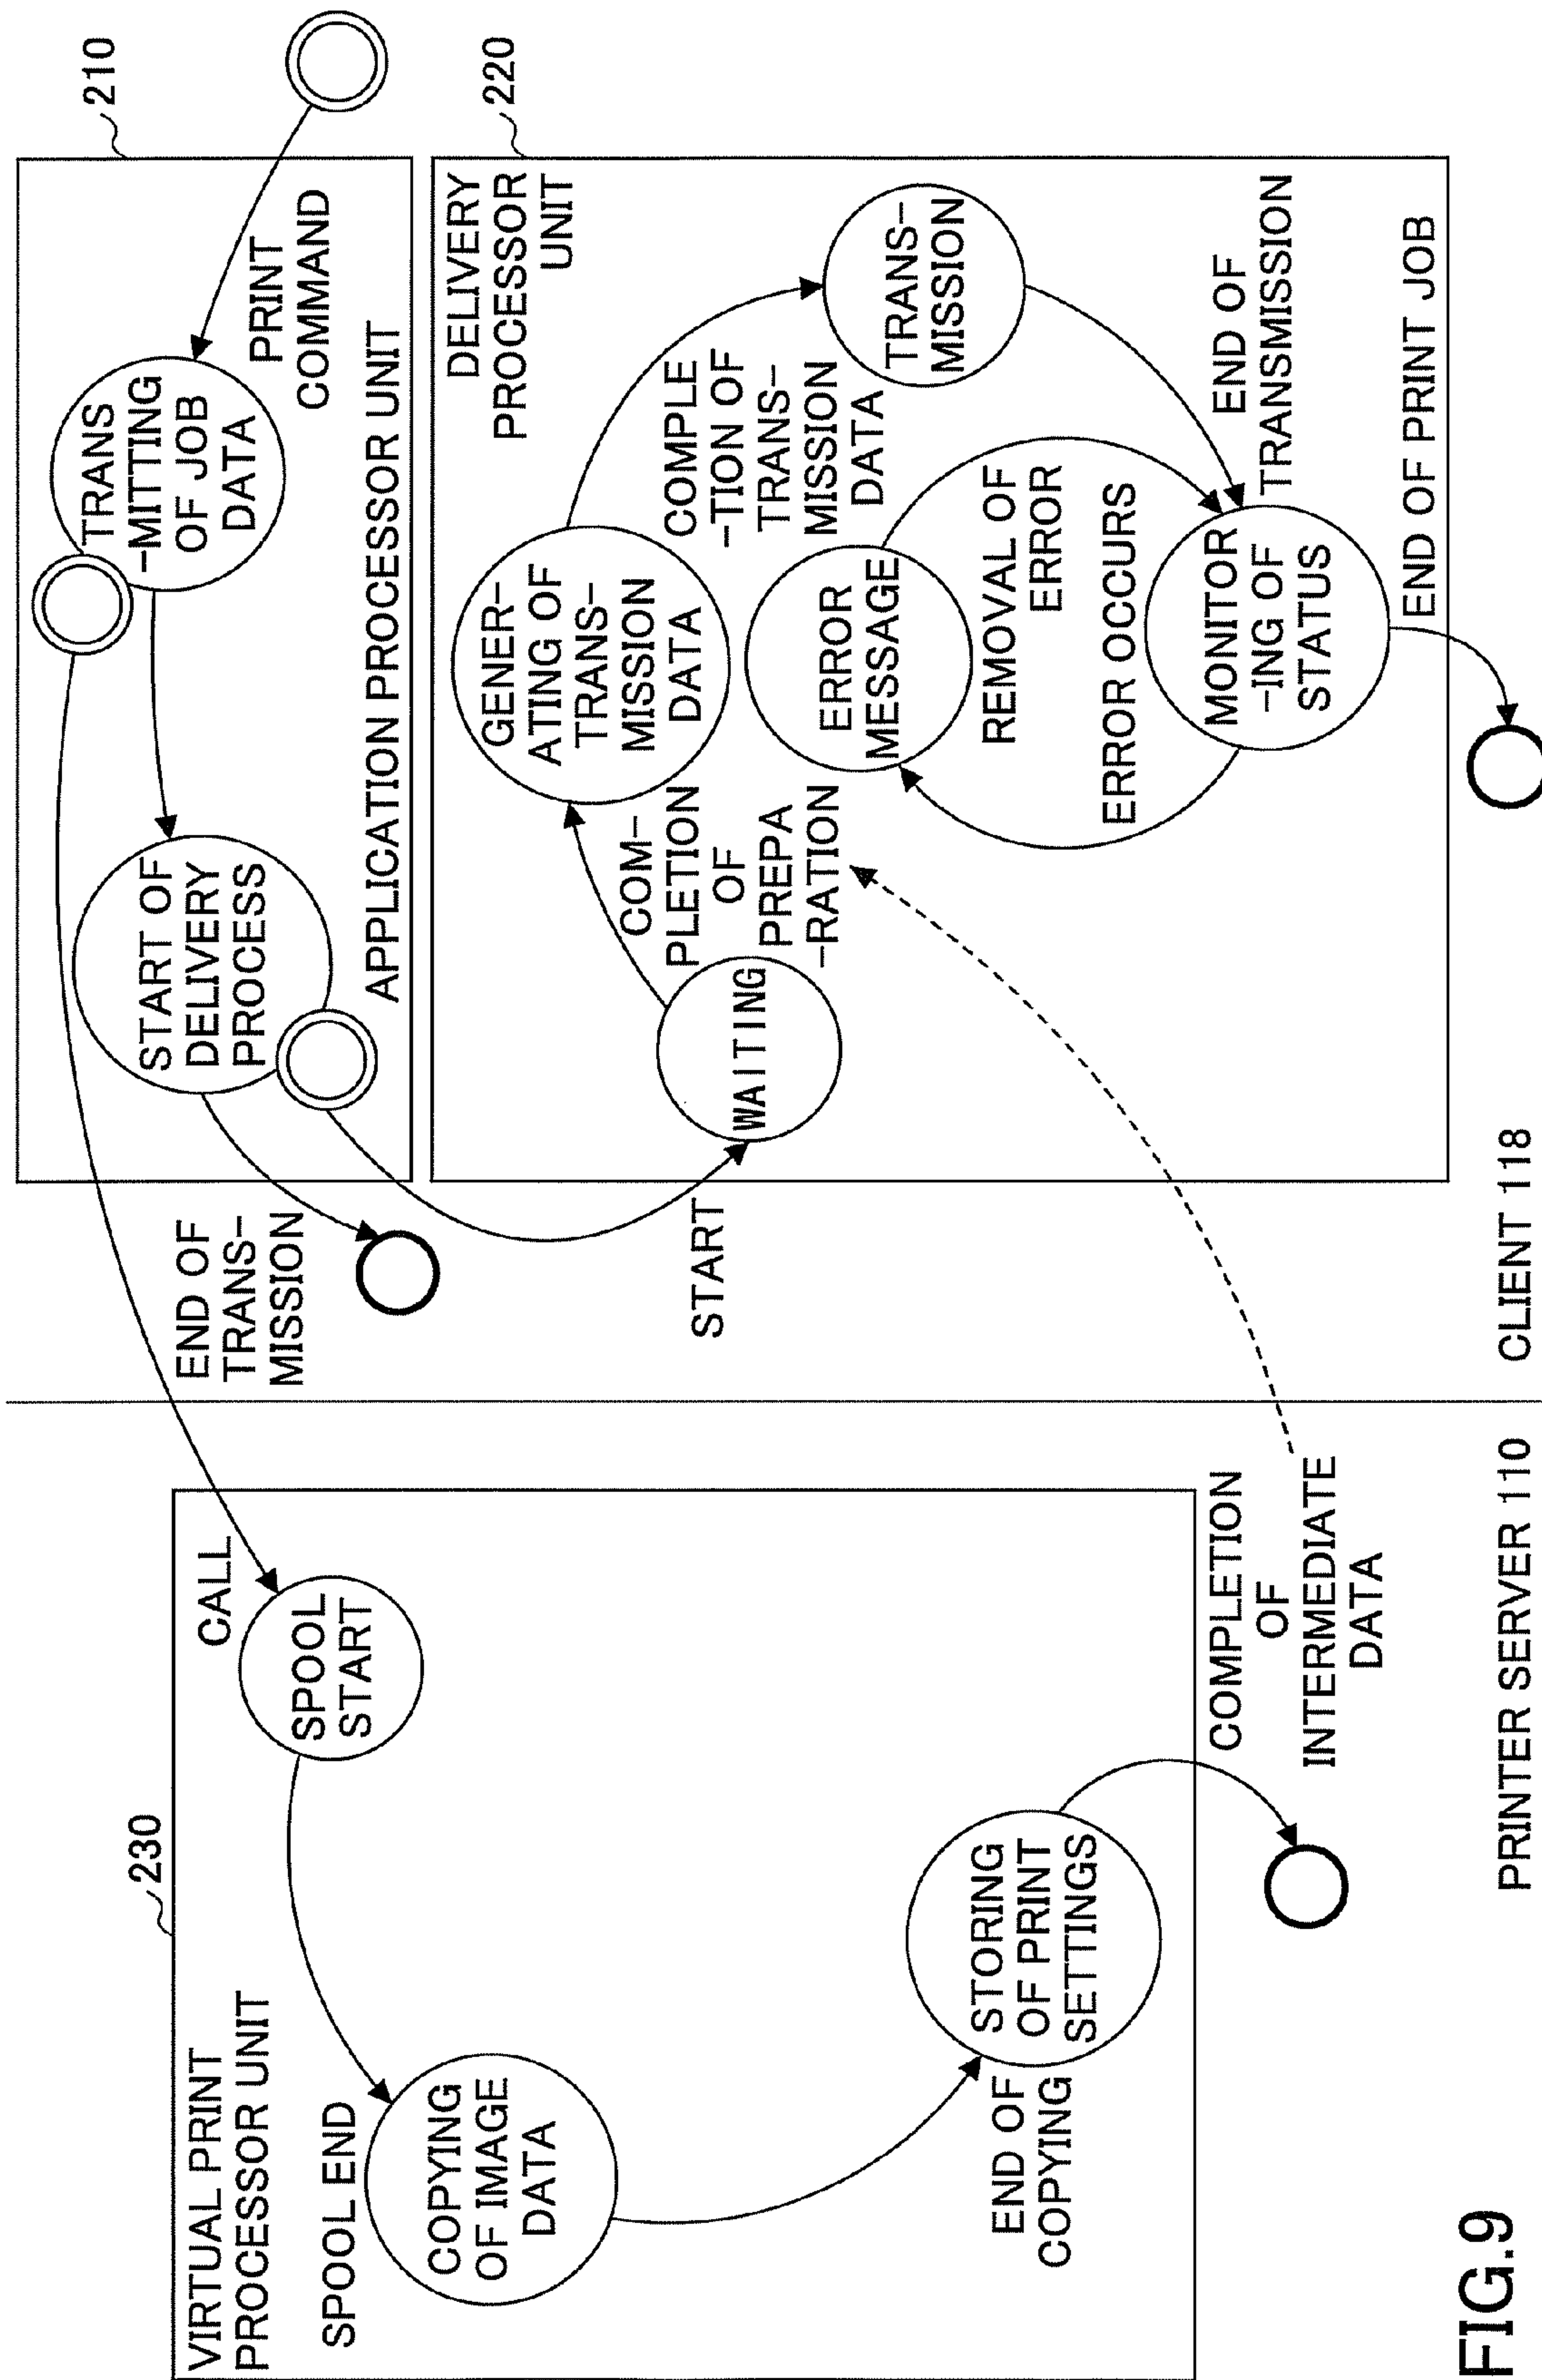 210
TRANS
-MITTING
OF JOB
DATA
PRINT
COMMAND
START OF
DELIVERY
PROCESS
APPLICATION PROCESSOR UNIT
END OF
TRANS-
MISSION
START
220
DELIVERY
PROCESSOR
UNIT
WAITING
COM-
PLETION
OF
PREPA
-RATION
GENER-
ATING OF
TRANS-
MISSION
DATA
COMPLE
-TION OF
TRANS-
MISSION
DATA
TRANS-
MISSION
END OF
TRANSMISSION
ERROR
MESSAGE
REMOVAL OF
ERROR
ERROR OCCURS
MONITOR
-ING OF
STATUS
END OF PRINT JOB
CLIENT 118
230
VIRTUAL PRINT
PROCESSOR UNIT
CALL
SPOOL
START
SPOOL END
COPYING
OF IMAGE
DATA
END OF
COPYING
STORING
OF PRINT
SETTINGS
COMPLETION
OF
INTERMEDIATE
DATA
PRINTER SERVER 110
FIG.9